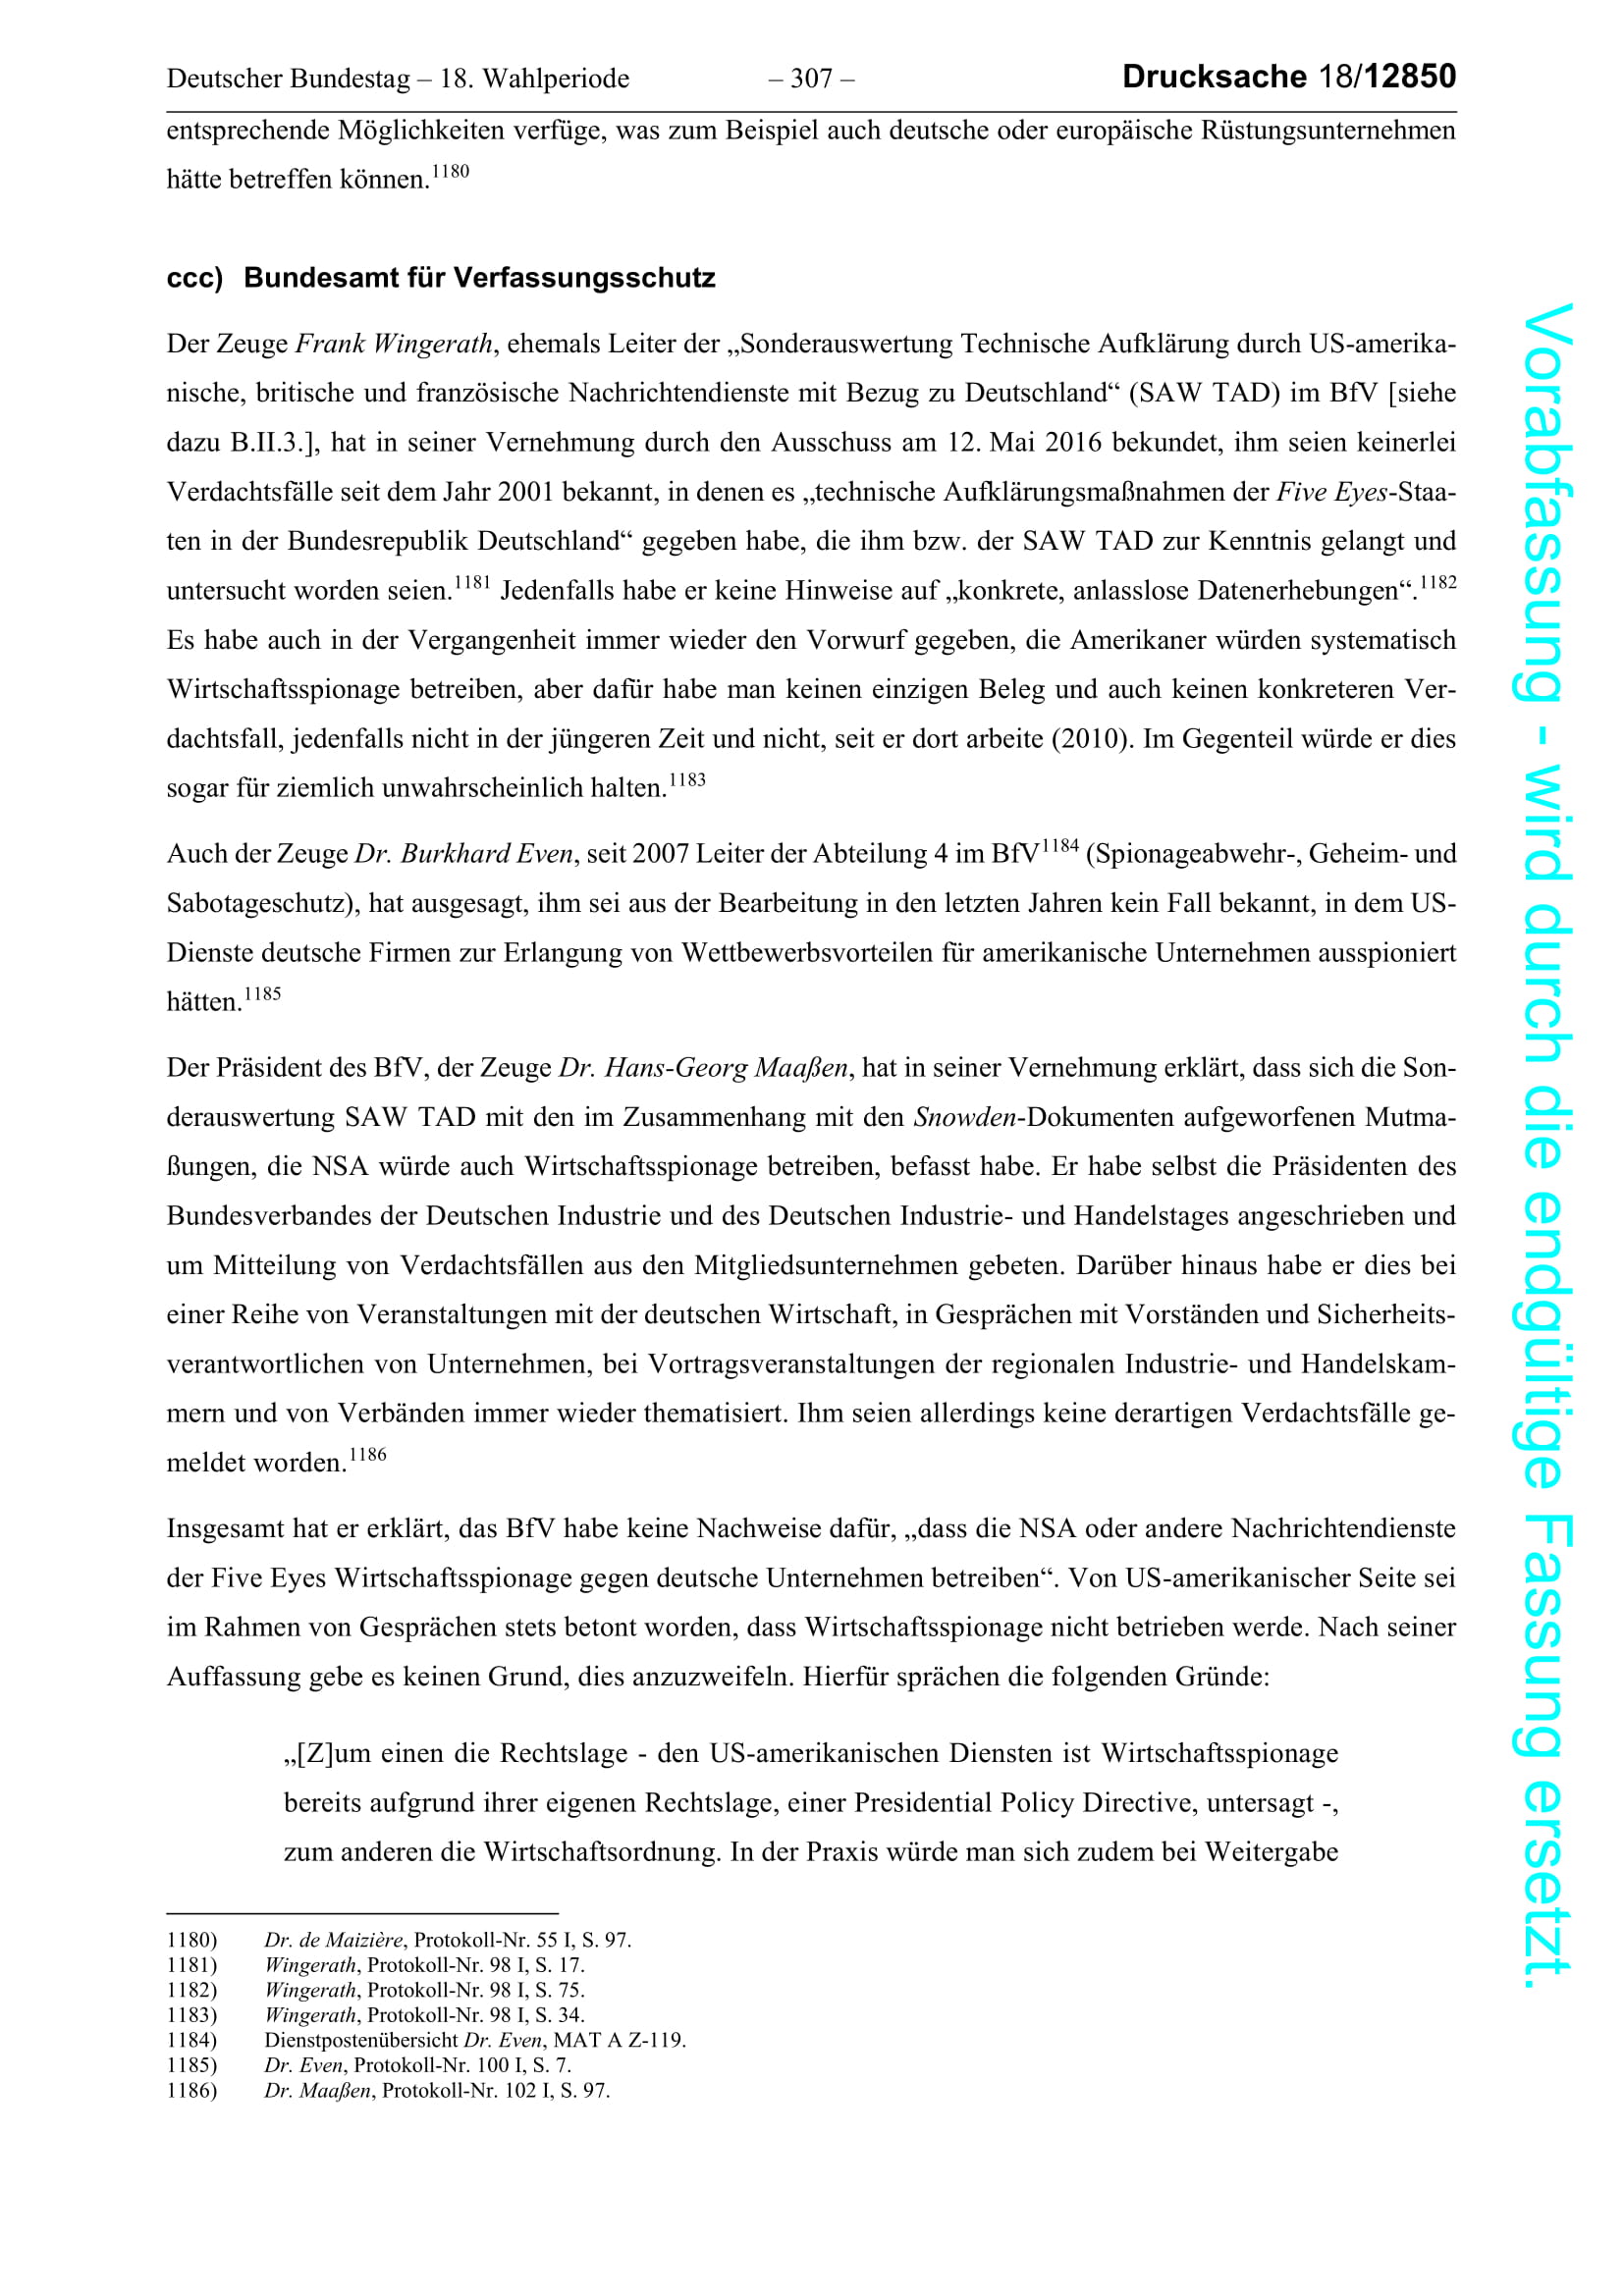 Deutscher Bundestag – 18. Wahlperiode – 307 – Drucksache 18/12850
entsprechende Möglichkeiten verfüge, was zum Beispiel auch deutsche oder europäische Rüstungsunternehmen
hätte betreffen können.1180
ccc) Bundesamt für Verfassungsschutz
Der Zeuge Frank Wingerath, ehemals Leiter der „Sonderauswertung Technische Aufklärung durch US-amerika-
nische, britische und französische Nachrichtendienste mit Bezug zu Deutschland“ (SAW TAD) im BfV [siehe
dazu B.II.3.], hat in seiner Vernehmung durch den Ausschuss am 12. Mai 2016 bekundet, ihm seien keinerlei
Verdachtsfälle seit dem Jahr 2001 bekannt, in denen es „technische Aufklärungsmaßnahmen der Five Eyes-Staa-
ten in der Bundesrepublik Deutschland“ gegeben habe, die ihm bzw. der SAW TAD zur Kenntnis gelangt und
untersucht worden seien.1181 Jedenfalls habe er keine Hinweise auf „konkrete, anlasslose Datenerhebungen“.1182
Es habe auch in der Vergangenheit immer wieder den Vorwurf gegeben, die Amerikaner würden systematisch
Wirtschaftsspionage betreiben, aber dafür habe man keinen einzigen Beleg und auch keinen konkreteren Ver-
dachtsfall, jedenfalls nicht in der jüngeren Zeit und nicht, seit er dort arbeite (2010). Im Gegenteil würde er dies
sogar für ziemlich unwahrscheinlich halten.1183
Auch der Zeuge Dr. Burkhard Even, seit 2007 Leiter der Abteilung 4 im BfV1184 (Spionageabwehr-, Geheim- und
Sabotageschutz), hat ausgesagt, ihm sei aus der Bearbeitung in den letzten Jahren kein Fall bekannt, in dem US-
Dienste deutsche Firmen zur Erlangung von Wettbewerbsvorteilen für amerikanische Unternehmen ausspioniert
hätten.1185
Der Präsident des BfV, der Zeuge Dr. Hans-Georg Maaßen, hat in seiner Vernehmung erklärt, dass sich die Son-
derauswertung SAW TAD mit den im Zusammenhang mit den Snowden-Dokumenten aufgeworfenen Mutma-
ßungen, die NSA würde auch Wirtschaftsspionage betreiben, befasst habe. Er habe selbst die Präsidenten des
Bundesverbandes der Deutschen Industrie und des Deutschen Industrie- und Handelstages angeschrieben und
um Mitteilung von Verdachtsfällen aus den Mitgliedsunternehmen gebeten. Darüber hinaus habe er dies bei
einer Reihe von Veranstaltungen mit der deutschen Wirtschaft, in Gesprächen mit Vorständen und Sicherheits-
verantwortlichen von Unternehmen, bei Vortragsveranstaltungen der regionalen Industrie- und Handelskam-
mern und von Verbänden immer wieder thematisiert. Ihm seien allerdings keine derartigen Verdachtsfälle ge-
meldet worden.1186
Insgesamt hat er erklärt, das BfV habe keine Nachweise dafür, „dass die NSA oder andere Nachrichtendienste
der Five Eyes Wirtschaftsspionage gegen deutsche Unternehmen betreiben“. Von US-amerikanischer Seite sei
im Rahmen von Gesprächen stets betont worden, dass Wirtschaftsspionage nicht betrieben werde. Nach seiner
Auffassung gebe es keinen Grund, dies anzuzweifeln. Hierfür sprächen die folgenden Gründe:
„[Z]um einen die Rechtslage - den US-amerikanischen Diensten ist Wirtschaftsspionage
bereits aufgrund ihrer eigenen Rechtslage, einer Presidential Policy Directive, untersagt -,
zum anderen die Wirtschaftsordnung. In der Praxis würde man sich zudem bei Weitergabe
1180) Dr. de Maizière, Protokoll-Nr. 55 I, S. 97.
1181) Wingerath, Protokoll-Nr. 98 I, S. 17.
1182) Wingerath, Protokoll-Nr. 98 I, S. 75.
1183) Wingerath, Protokoll-Nr. 98 I, S. 34.
1184) Dienstpostenübersicht Dr. Even, MAT A Z-119.
1185) Dr. Even, Protokoll-Nr. 100 I, S. 7.
1186) Dr. Maaßen, Protokoll-Nr. 102 I, S. 97.
Vorabfassung - wird durch die endgültige Fassung ersetzt.